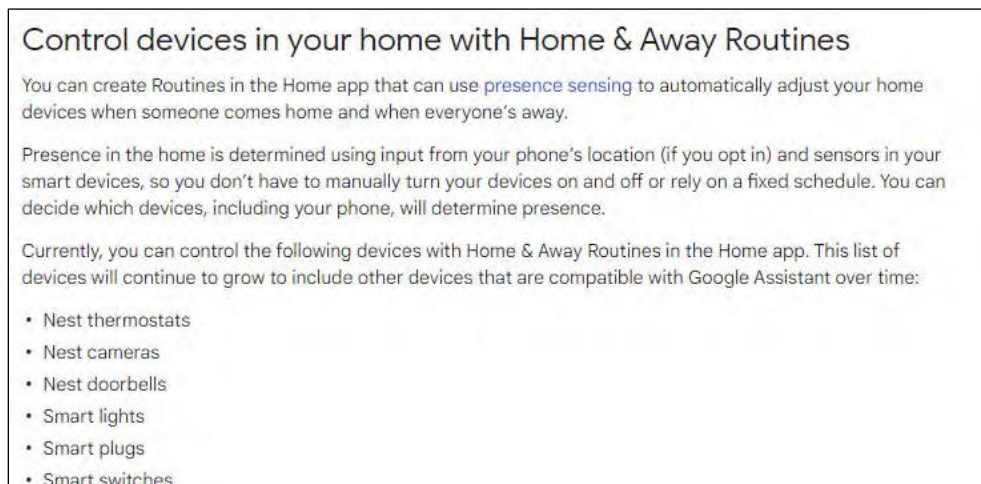 Control devices in your home with Home & Away Routines
You can create Routines in the Home app that can use presence sensing to automatically adjust your home
devices when someone comes home and when everyone's away.
Presence in the home is determined using input from your phone's location (if you opt in) and sensors in your
smart devices, so you don't have to manually turn your devices on and off or rely on a fixed schedule. You can
decide which devices, including your phone, will determine presence.
Currently, you can control the following devices with Home & Away Routines in the Home app. This list of
devices will continue to grow to include other devices that are compatible with Google Assistant over time:
• Nest thermostats
• Nest cameras
• Nest doorbells
• Smart lights
• Smart plugs
• Smart switches